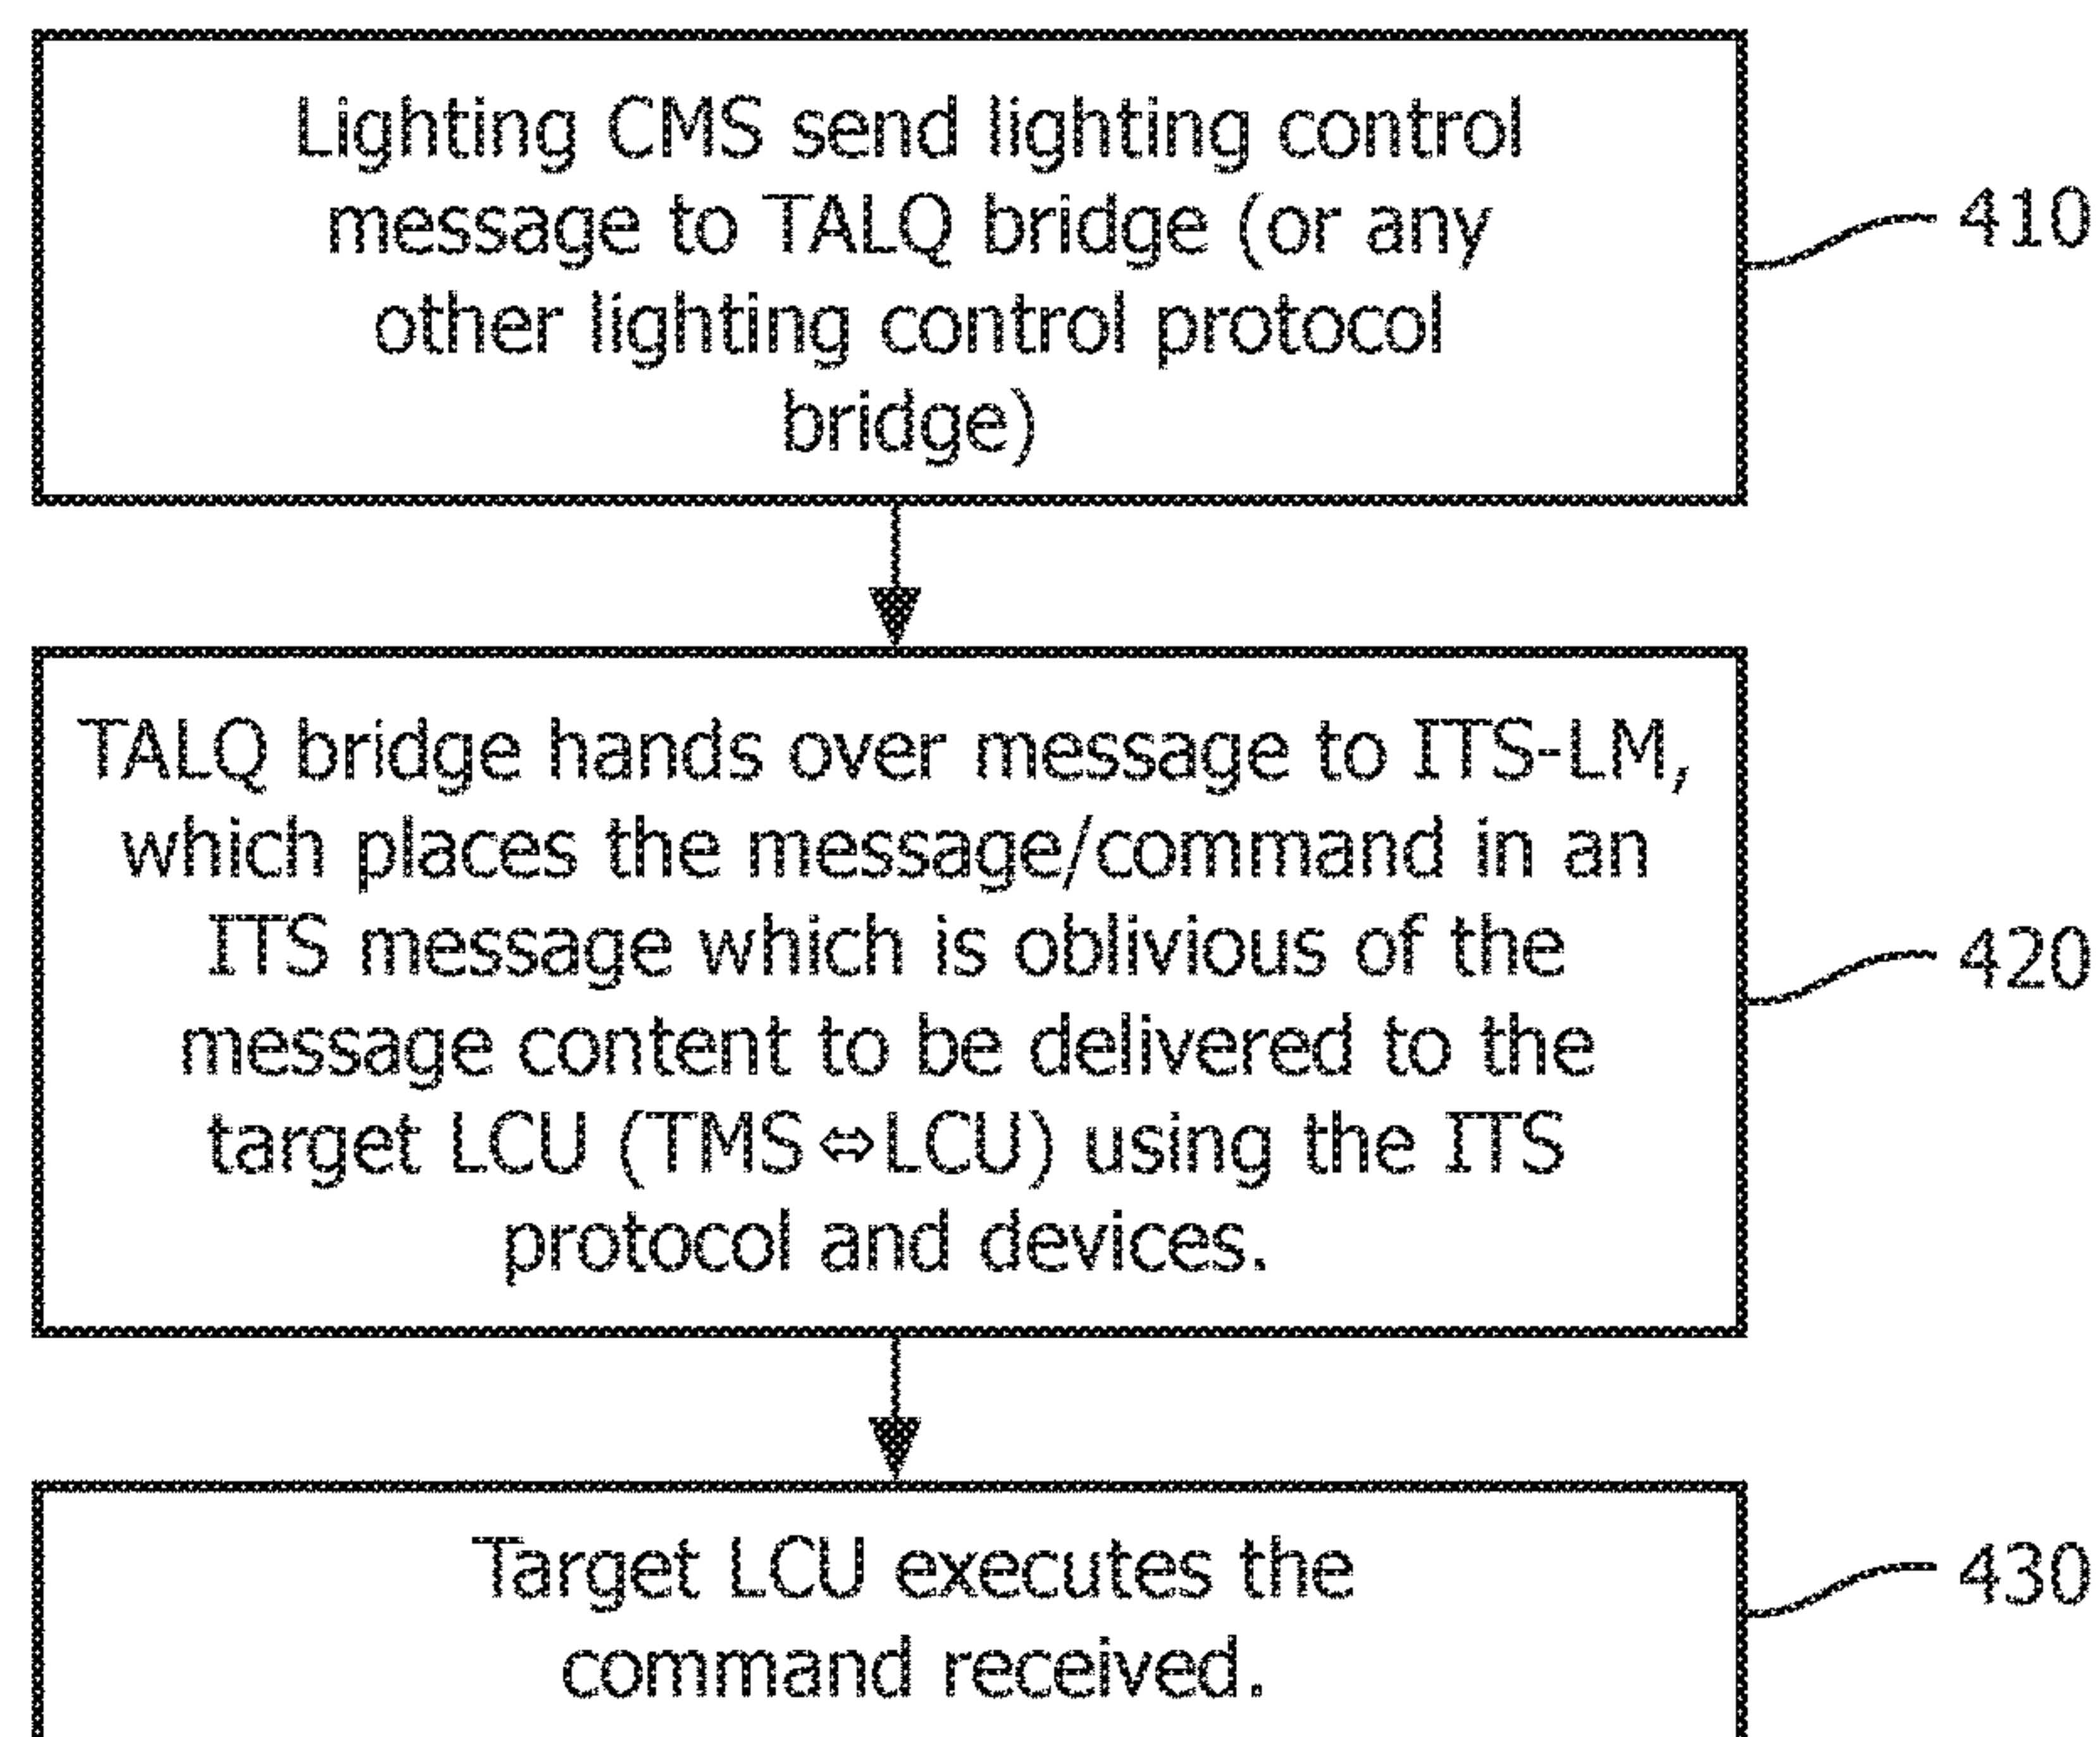 Lighting CMS send lighting control
message to TALQ bridge (or any
other lighting control protocol
bridge)
410
TALQ bridge hands over message to ITS-LM,
which places the message/command in an
ITS message which is oblivious of the
message content to be delivered to the
target LCU (TMS⇔LCU) using the ITS
protocol and devices.
420
Target LCU executes the
command received.
430